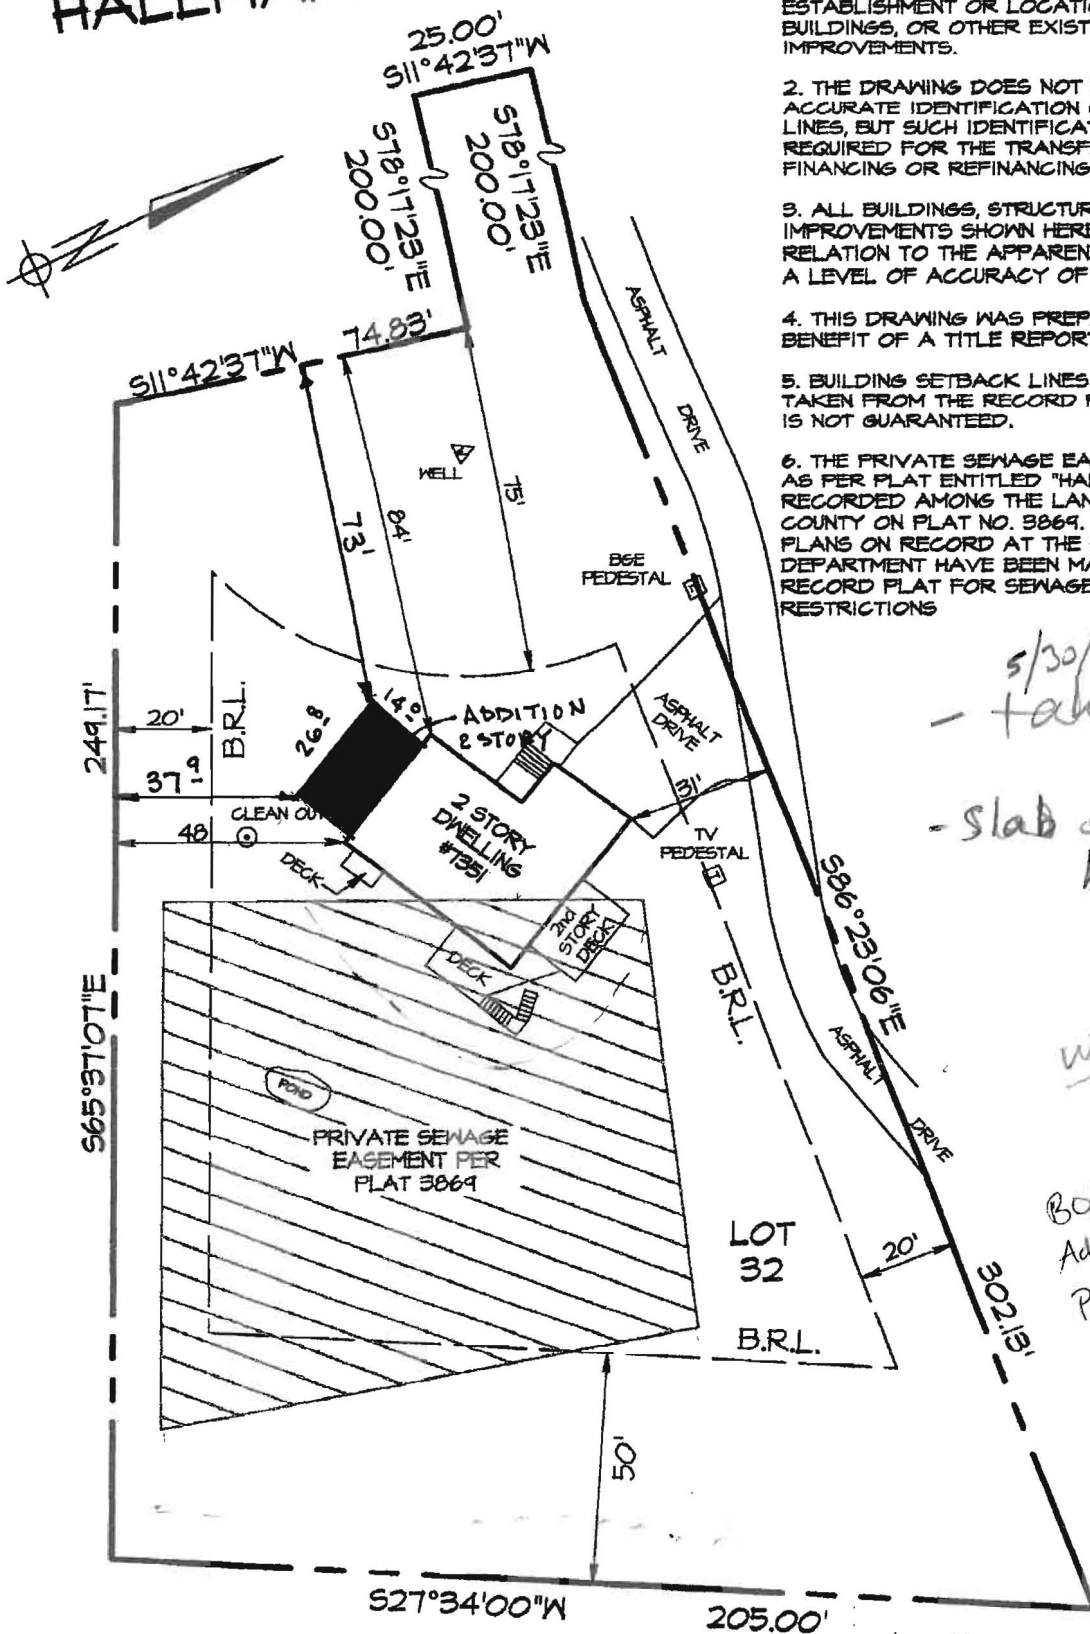 25.00'
S11°42'37"W
S78°17'23"E
200.00'
S78°17'23"E
200.00'
N
74.83'
S11°42'37"W
ASPHALT
DRIVE
WELL
75'
84'
73'
BGE
PEDESTAL
249.17'
20'
B.R.L.
26 8
14 0
ADDITION
2 STORY
ASPHALT
DRIVE
37 9
CLEAN OUT
48
31'
2 STORY
DWELLING
#7351
TV
PEDESTAL
DECK
2nd
STORY
DECK
DECK
S86°23'06"E
B.R.L.
ASPHALT
DRIVE
S65°37'07"E
POND
PRIVATE SEWAGE
EASEMENT PER
PLAT 3869
LOT
32
20'
302.13'
B.R.L.
50'
S27°34'00"W
205.00'
ESTABLISHMENT OR LOCATIO
BUILDINGS, OR OTHER EXIST
IMPROVEMENTS.
2. THE DRAWING DOES NOT
ACCURATE IDENTIFICATION
LINES, BUT SUCH IDENTIFICAT
REQUIRED FOR THE TRANSF
FINANCING OR REFINANCING
3. ALL BUILDINGS, STRUCTUR
IMPROVEMENTS SHOWN HERE
RELATION TO THE APPAREN
A LEVEL OF ACCURACY OF
4. THIS DRAWING WAS PREP
BENEFIT OF A TITLE REPORT
5. BUILDING SETBACK LINES
TAKEN FROM THE RECORD
IS NOT GUARANTEED.
6. THE PRIVATE SEWAGE EA
AS PER PLAT ENTITLED "HA
RECORDED AMONG THE LAN
COUNTY ON PLAT NO. 3869.
PLANS ON RECORD AT THE
DEPARTMENT HAVE BEEN MA
RECORD PLAT FOR SEWAGE
RESTRICTIONS
5/30/
- Slab